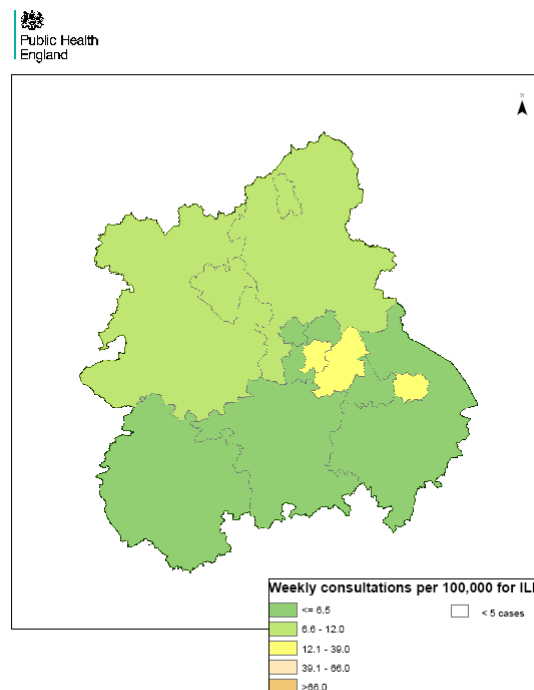 Public Health
England
N
Weekly consultations per 100,000 for ILI
<= 6.5
< 5 cases
6.6 - 12.0
12.1 - 39.0
39.1 - 66.0
>66.0